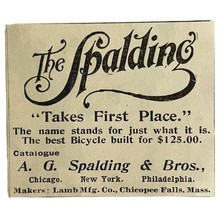 The Spalding
"Takes First Place."
The name stands for just what it is.
The best Bicycle built for $125.00.
Catalogue
A. G. Spalding & Bros.,
Chicago. New York. Philadelphia.
Makers: Lamb Mfg. Co., Chicopee Falls, Mass.